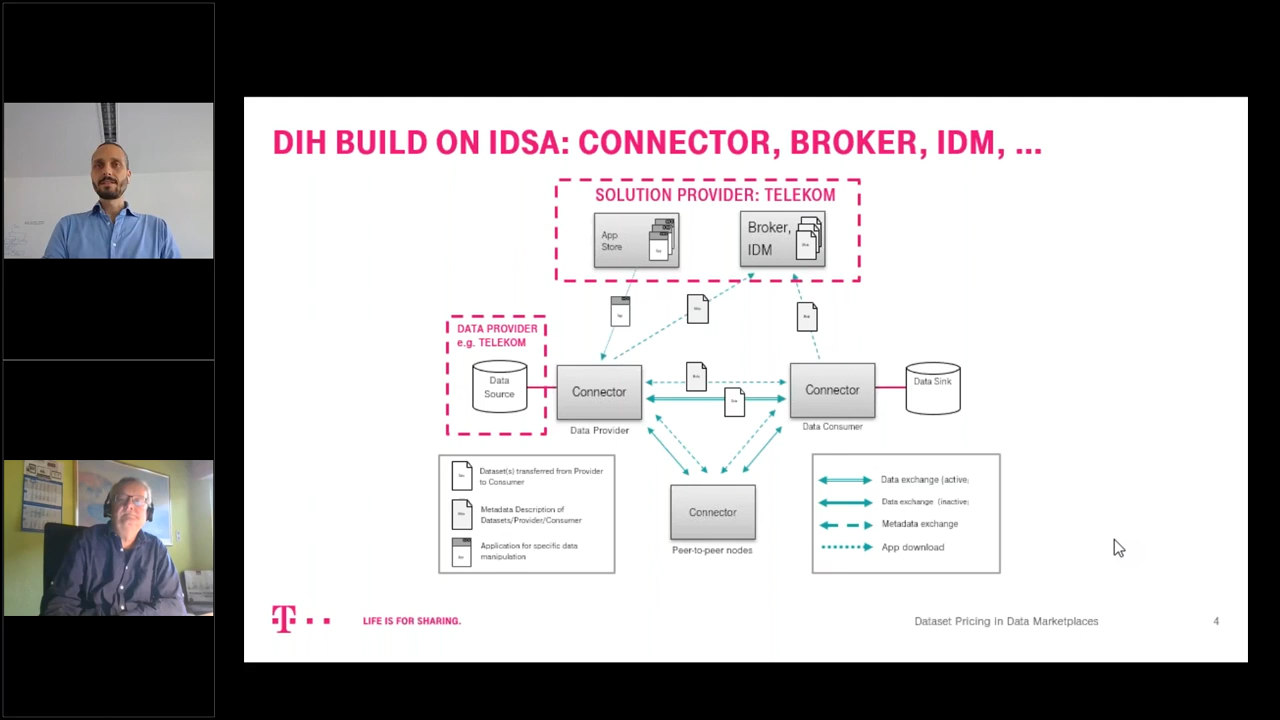 DIH BUILD ON IDSA: CONNECTOR, BROKER, IDM, ...
SOLUTION PROVIDER: TELEKOM
App
Store
Broker,
IDM
DATA PROVIDER
e.g. TELEKOM
Data
Source
Connector
Data Provider
Connector
Data Consumer
Data Sink
Connector
Peer-to-peer nodes
Dataset(s) transferred from Provider
to Consumer
Metadata Description of
Datasets/Provider/Consumer
Application for specific data
manipulation
Data exchange (active)
Data exchange (inactive)
Metadata exchange
App download
T
LIFE IS FOR SHARING.
Dataset Pricing in Data Marketplaces
4